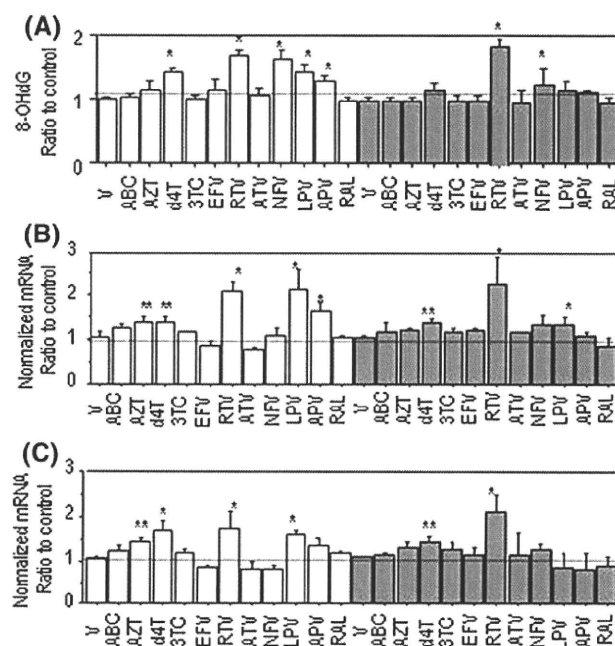 (A)
8-OHdG
Ratio to control
2
1
0
* * * * * * *
V ABC AZT d4T 3TC EFV RTV ATV NFV LPV APV RAL V ABC AZT d4T 3TC EFV RTV ATV NFV LPV APV RAL
(B)
Normalized mRNA
Ratio to control
3
2
1
0
** ** * * * ** * *
V ABC AZT d4T 3TC EFV RTV ATV NFV LPV APV RAL V ABC AZT d4T 3TC EFV RTV ATV NFV LPV APV RAL
(C)
Normalized mRNA
Ratio to control
3
2
1
0
** * * * ** *
V ABC AZT d4T 3TC EFV RTV ATV NFV LPV APV RAL V ABC AZT d4T 3TC EFV RTV ATV NFV LPV APV RAL